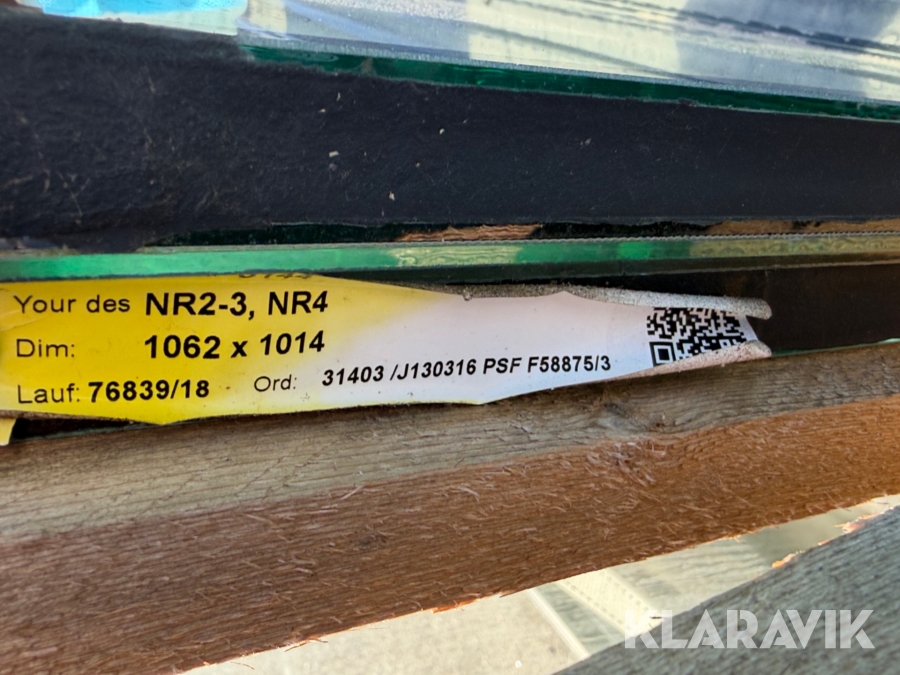 Your des NR2-3, NR4
Dim: 1062 x 1014
Lauf: 76839/18 Ord: 31403 /J130316 PSF F58875/3
KLARAVIK